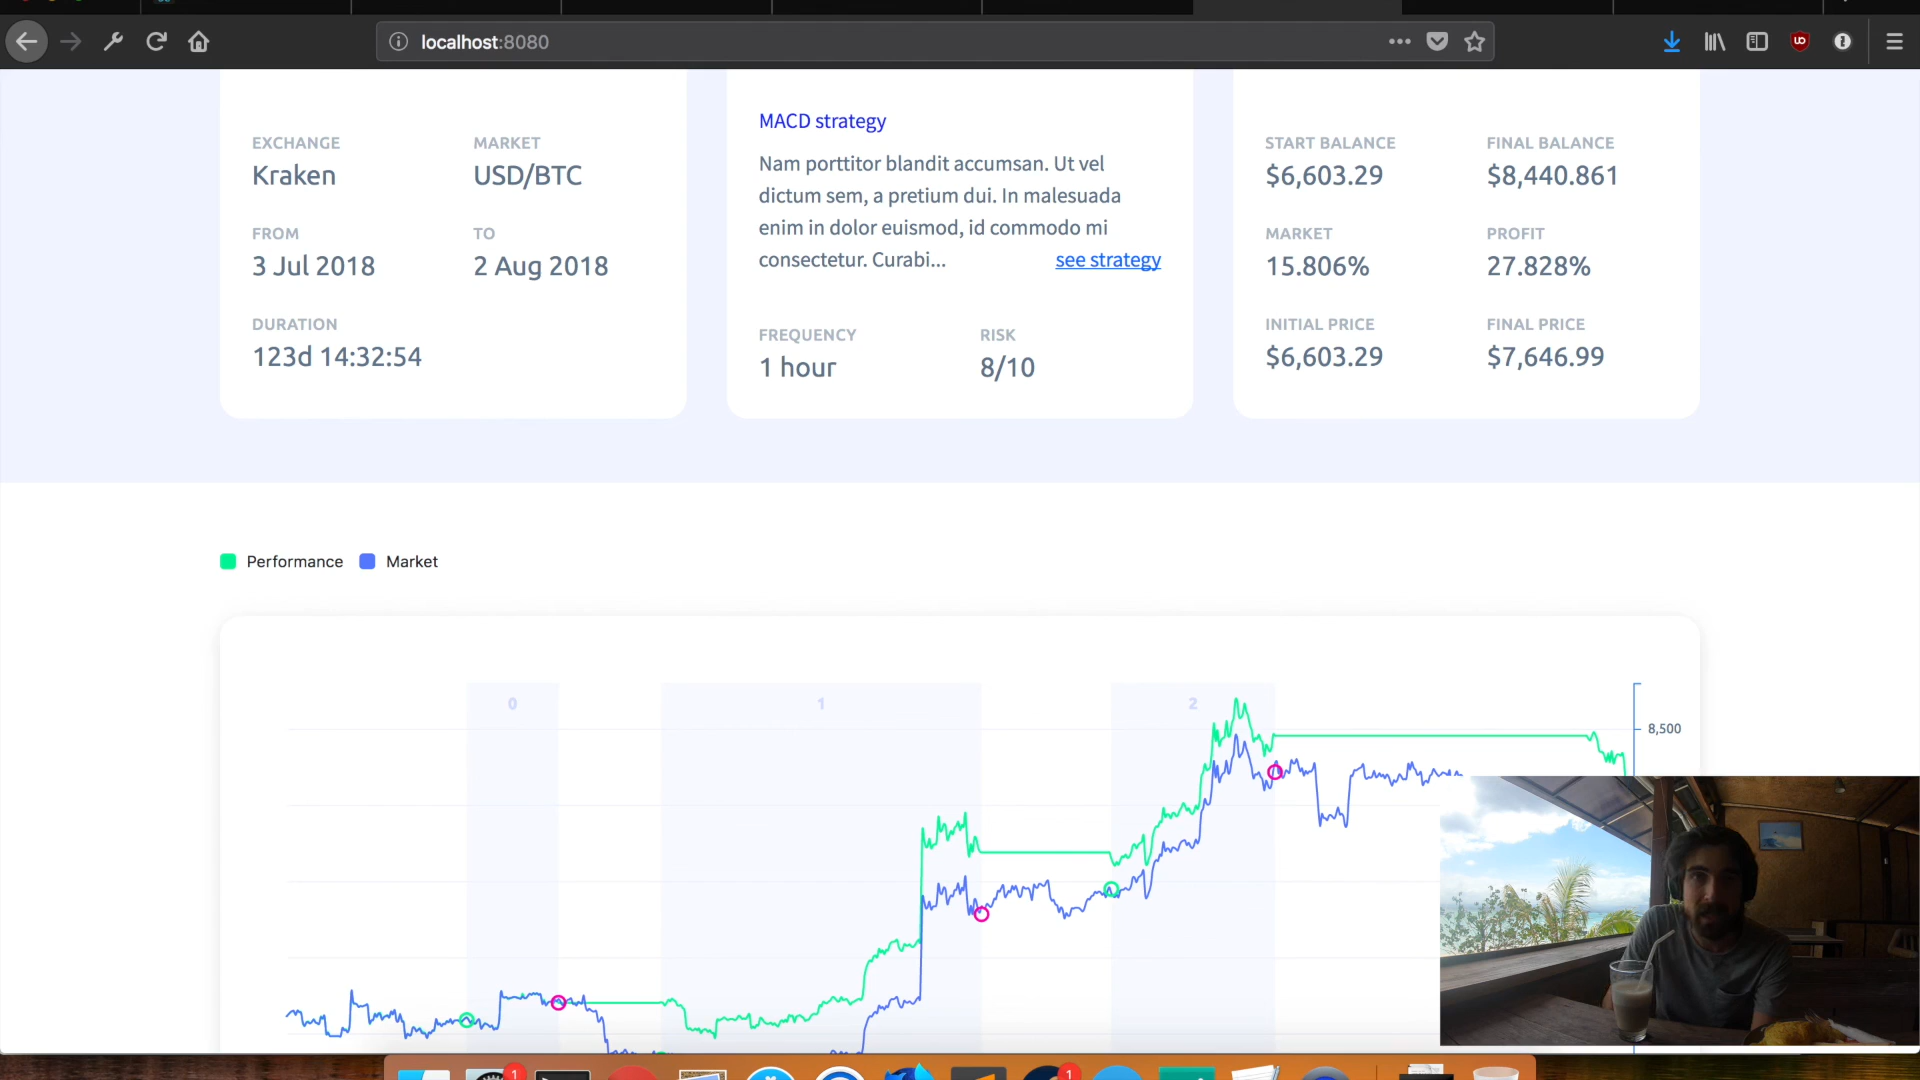 localhost:8080
EXCHANGE
Kraken
MARKET
USD/BTC
FROM
3 Jul 2018
TO
2 Aug 2018
DURATION
123d 14:32:54
MACD strategy
Nam porttitor blandit accumsan. Ut vel
dictum sem, a pretium dui. In malesuada
enim in dolor euismod, id commodo mi
consectetur. Curabi...
see strategy
FREQUENCY
1 hour
RISK
8/10
START BALANCE
$6,603.29
FINAL BALANCE
$8,440.861
MARKET
15.806%
PROFIT
27.828%
INITIAL PRICE
$6,603.29
FINAL PRICE
$7,646.99
Performance
Market
0
1
2
8,500
1
1